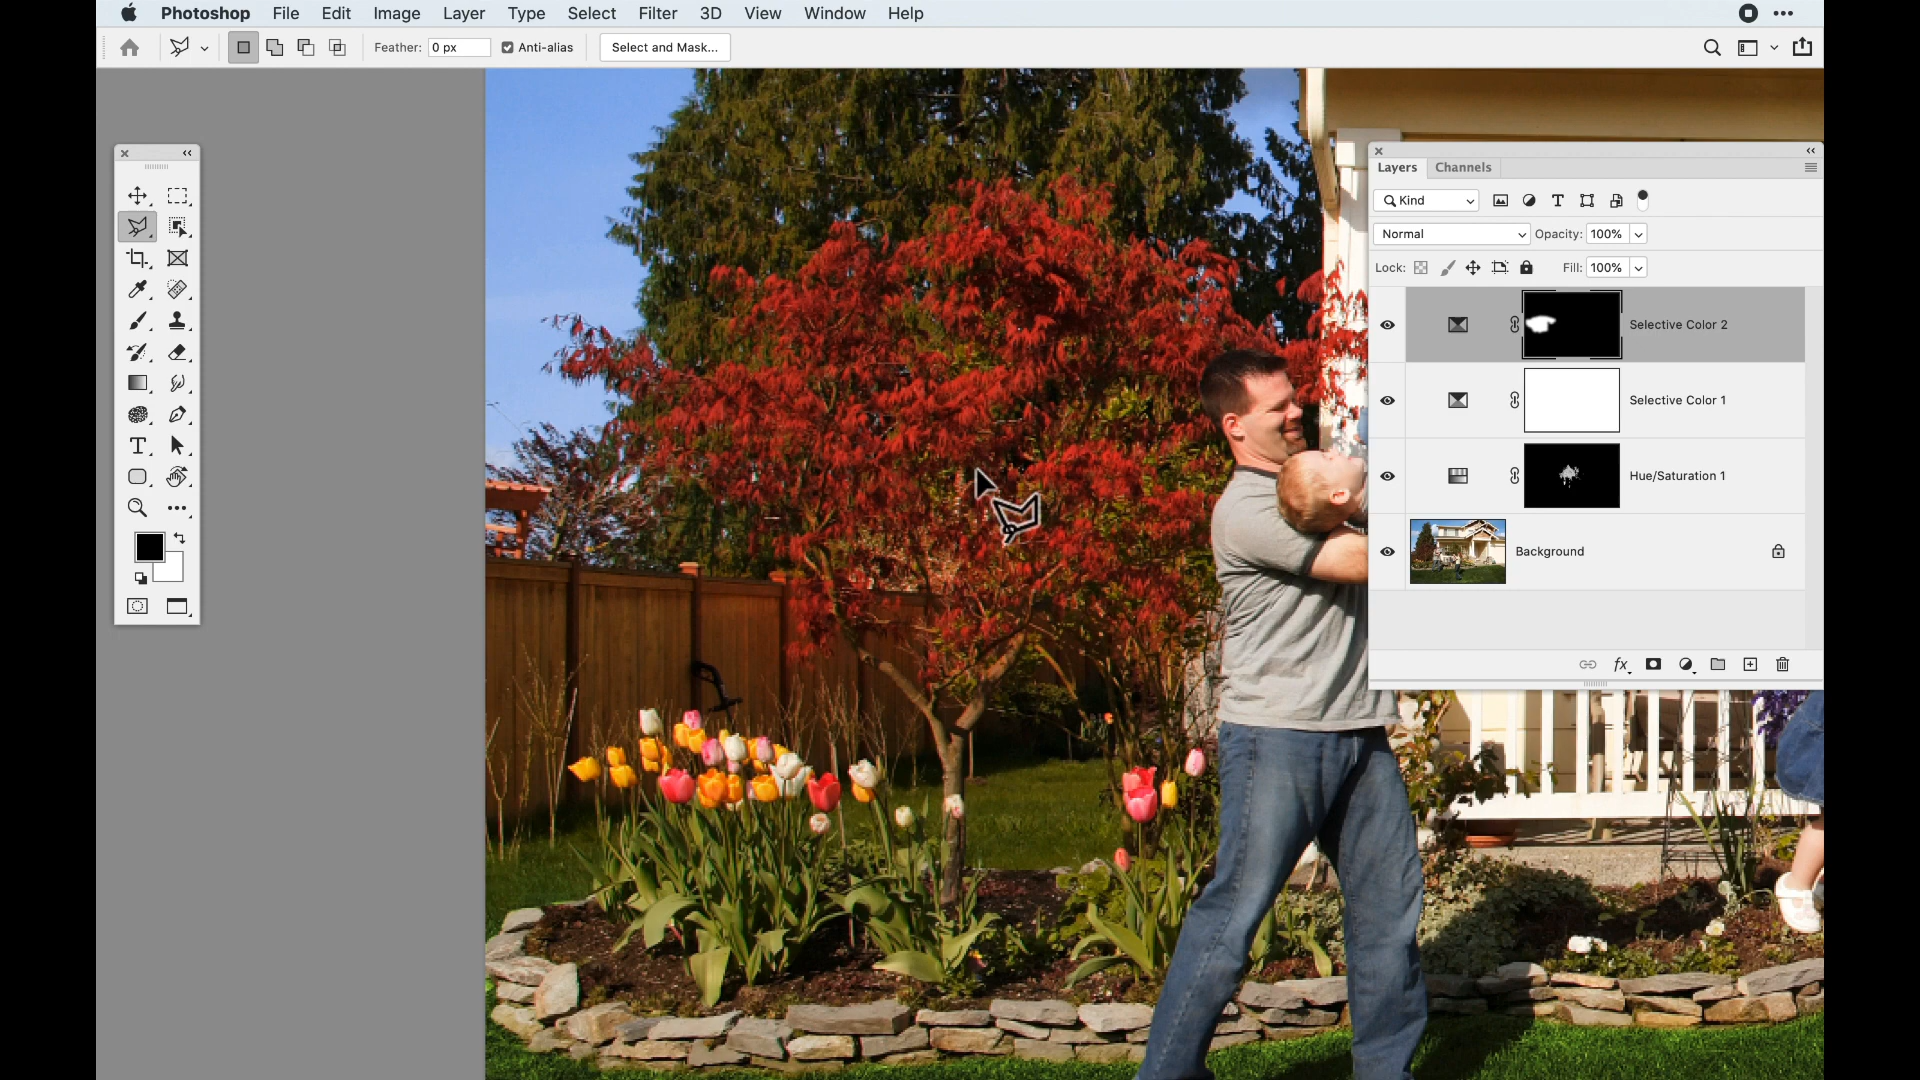 Photoshop File Edit Image Layer Type Select Filter 3D View Window Help
Feather: 0 px Anti-alias Select and Mask...
Layers Channels
Kind
Normal Opacity: 100%
Lock: Fill: 100%
Selective Color 2
Selective Color 1
Hue/Saturation 1
Background
fx